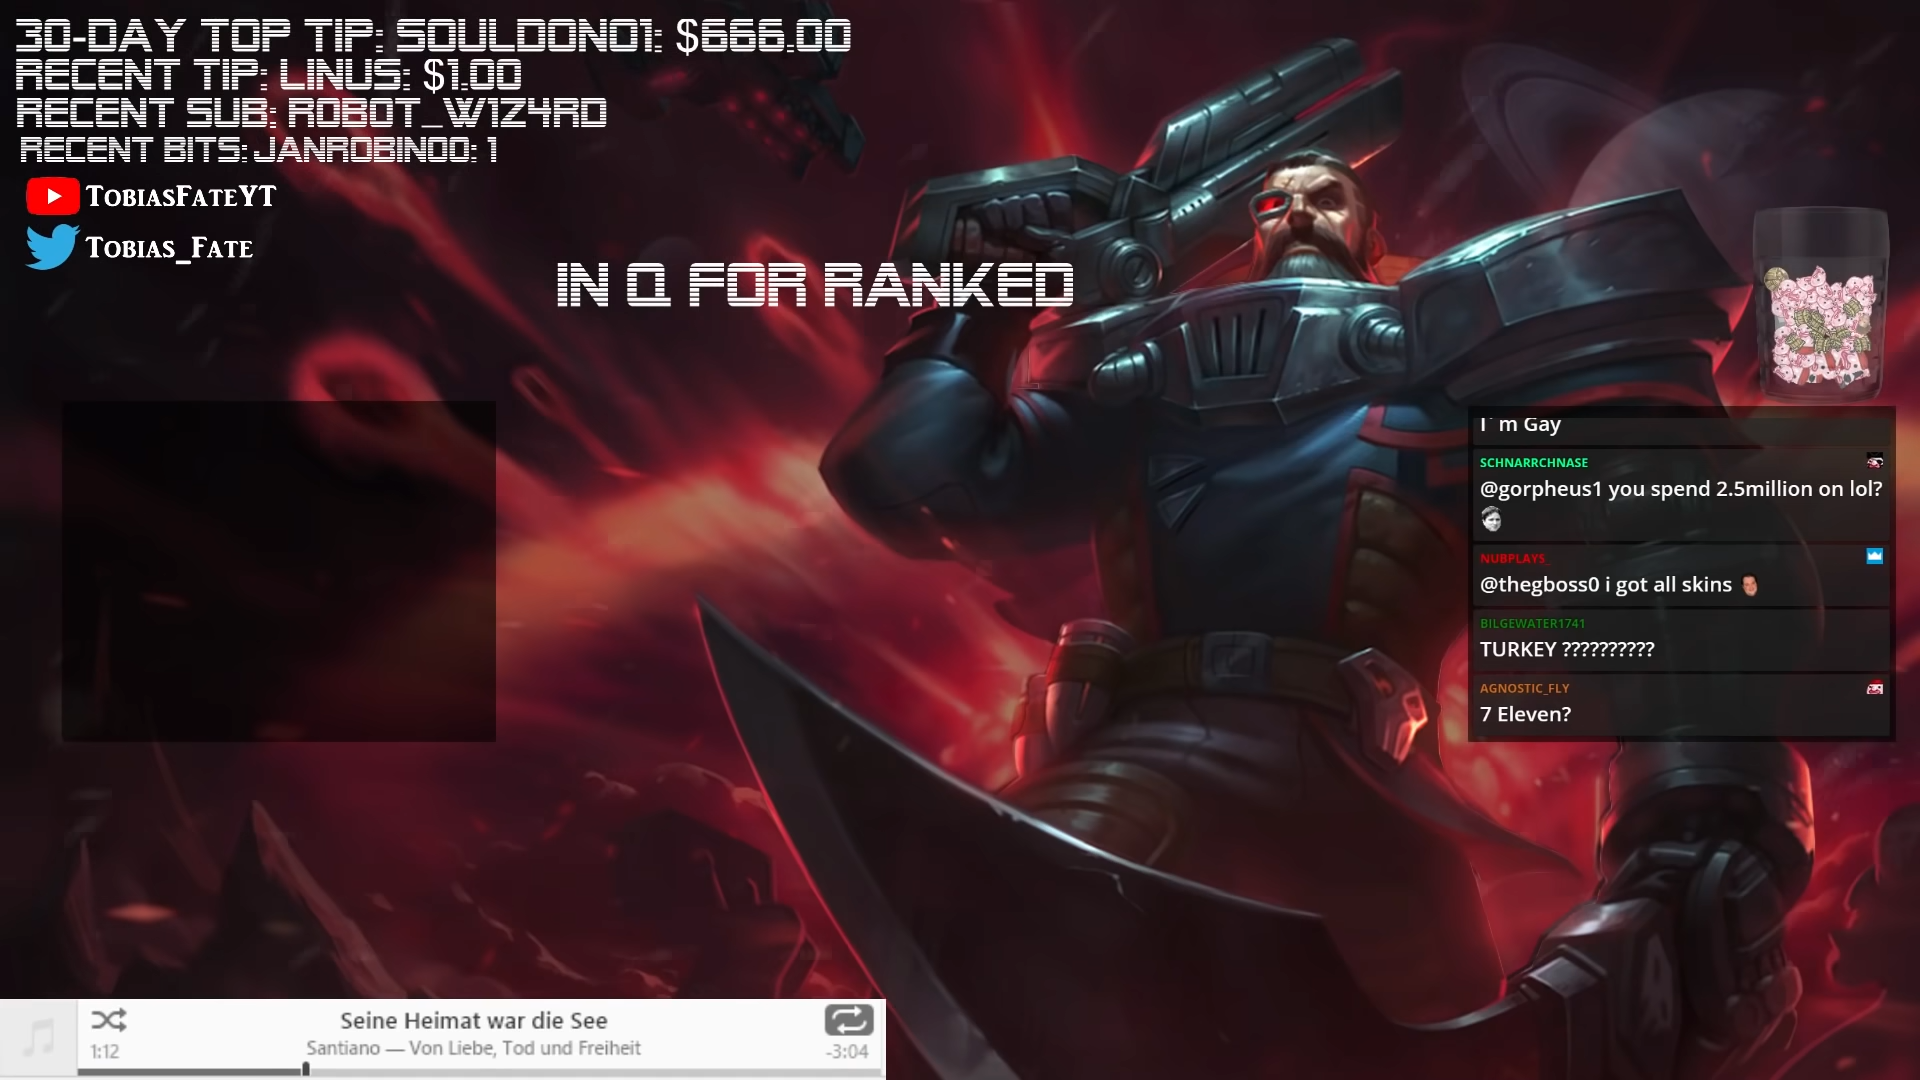 30-DAY TOP TIP: SOULDONO1: $666.00
RECENT TIP: LINUS: $1.00
RECENT SUB: ROBOT_W1Z4RD
RECENT BITS: JANROBIN00: 1
TOBIASFATEYT
TOBIAS_FATE
IN Q FOR RANKED
I´m Gay
SCHNARRCHNASE
@gorpheus1 you spend 2.5million on lol?
NUBPLAYS_
@thegboss0 i got all skins
BILGEWATER1741
TURKEY ??????????
AGNOSTIC_FLY
7 Eleven?
Seine Heimat war die See
1:12
Santiano — Von Liebe, Tod und Freiheit
-3:04